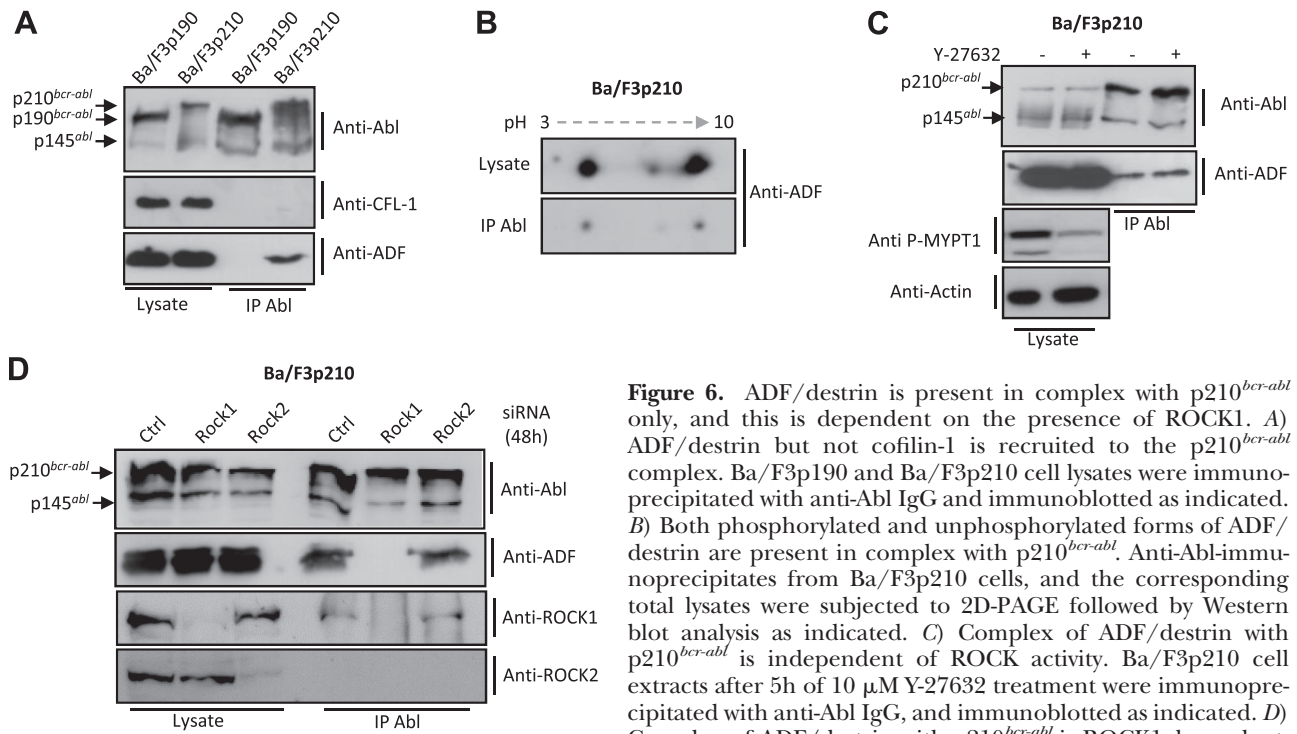 A
Ba/F3p190 Ba/F3p210 Ba/F3p190 Ba/F3p210
p210bcr-abl
p190bcr-abl
p145abl
Anti-Abl
Anti-CFL-1
Anti-ADF
Lysate IP Abl
B
Ba/F3p210
pH 3 10
Lysate
IP Abl
Anti-ADF
C
Ba/F3p210
Y-27632 - + - +
p210bcr-abl
p145abl
Anti-Abl
Anti-ADF
IP Abl
Anti P-MYPT1
Anti-Actin
Lysate
D
Ba/F3p210
Ctrl Rock1 Rock2 Ctrl Rock1 Rock2
siRNA
(48h)
p210bcr-abl
p145abl
Anti-Abl
Anti-ADF
Anti-ROCK1
Anti-ROCK2
Lysate IP Abl
Figure 6. ADF/destrin is present in complex with p210bcr-abl
only, and this is dependent on the presence of ROCK1. A)
ADF/destrin but not cofilin-1 is recruited to the p210bcr-abl
complex. Ba/F3p190 and Ba/F3p210 cell lysates were immuno-
precipitated with anti-Abl IgG and immunoblotted as indicated.
B) Both phosphorylated and unphosphorylated forms of ADF/
destrin are present in complex with p210bcr-abl. Anti-Abl-immu-
noprecipitates from Ba/F3p210 cells, and the corresponding
total lysates were subjected to 2D-PAGE followed by Western
blot analysis as indicated. C) Complex of ADF/destrin with
p210bcr-abl is independent of ROCK activity. Ba/F3p210 cell
extracts after 5h of 10 μM Y-27632 treatment were immunopre-
cipitated with anti-Abl IgG, and immunoblotted as indicated. D)